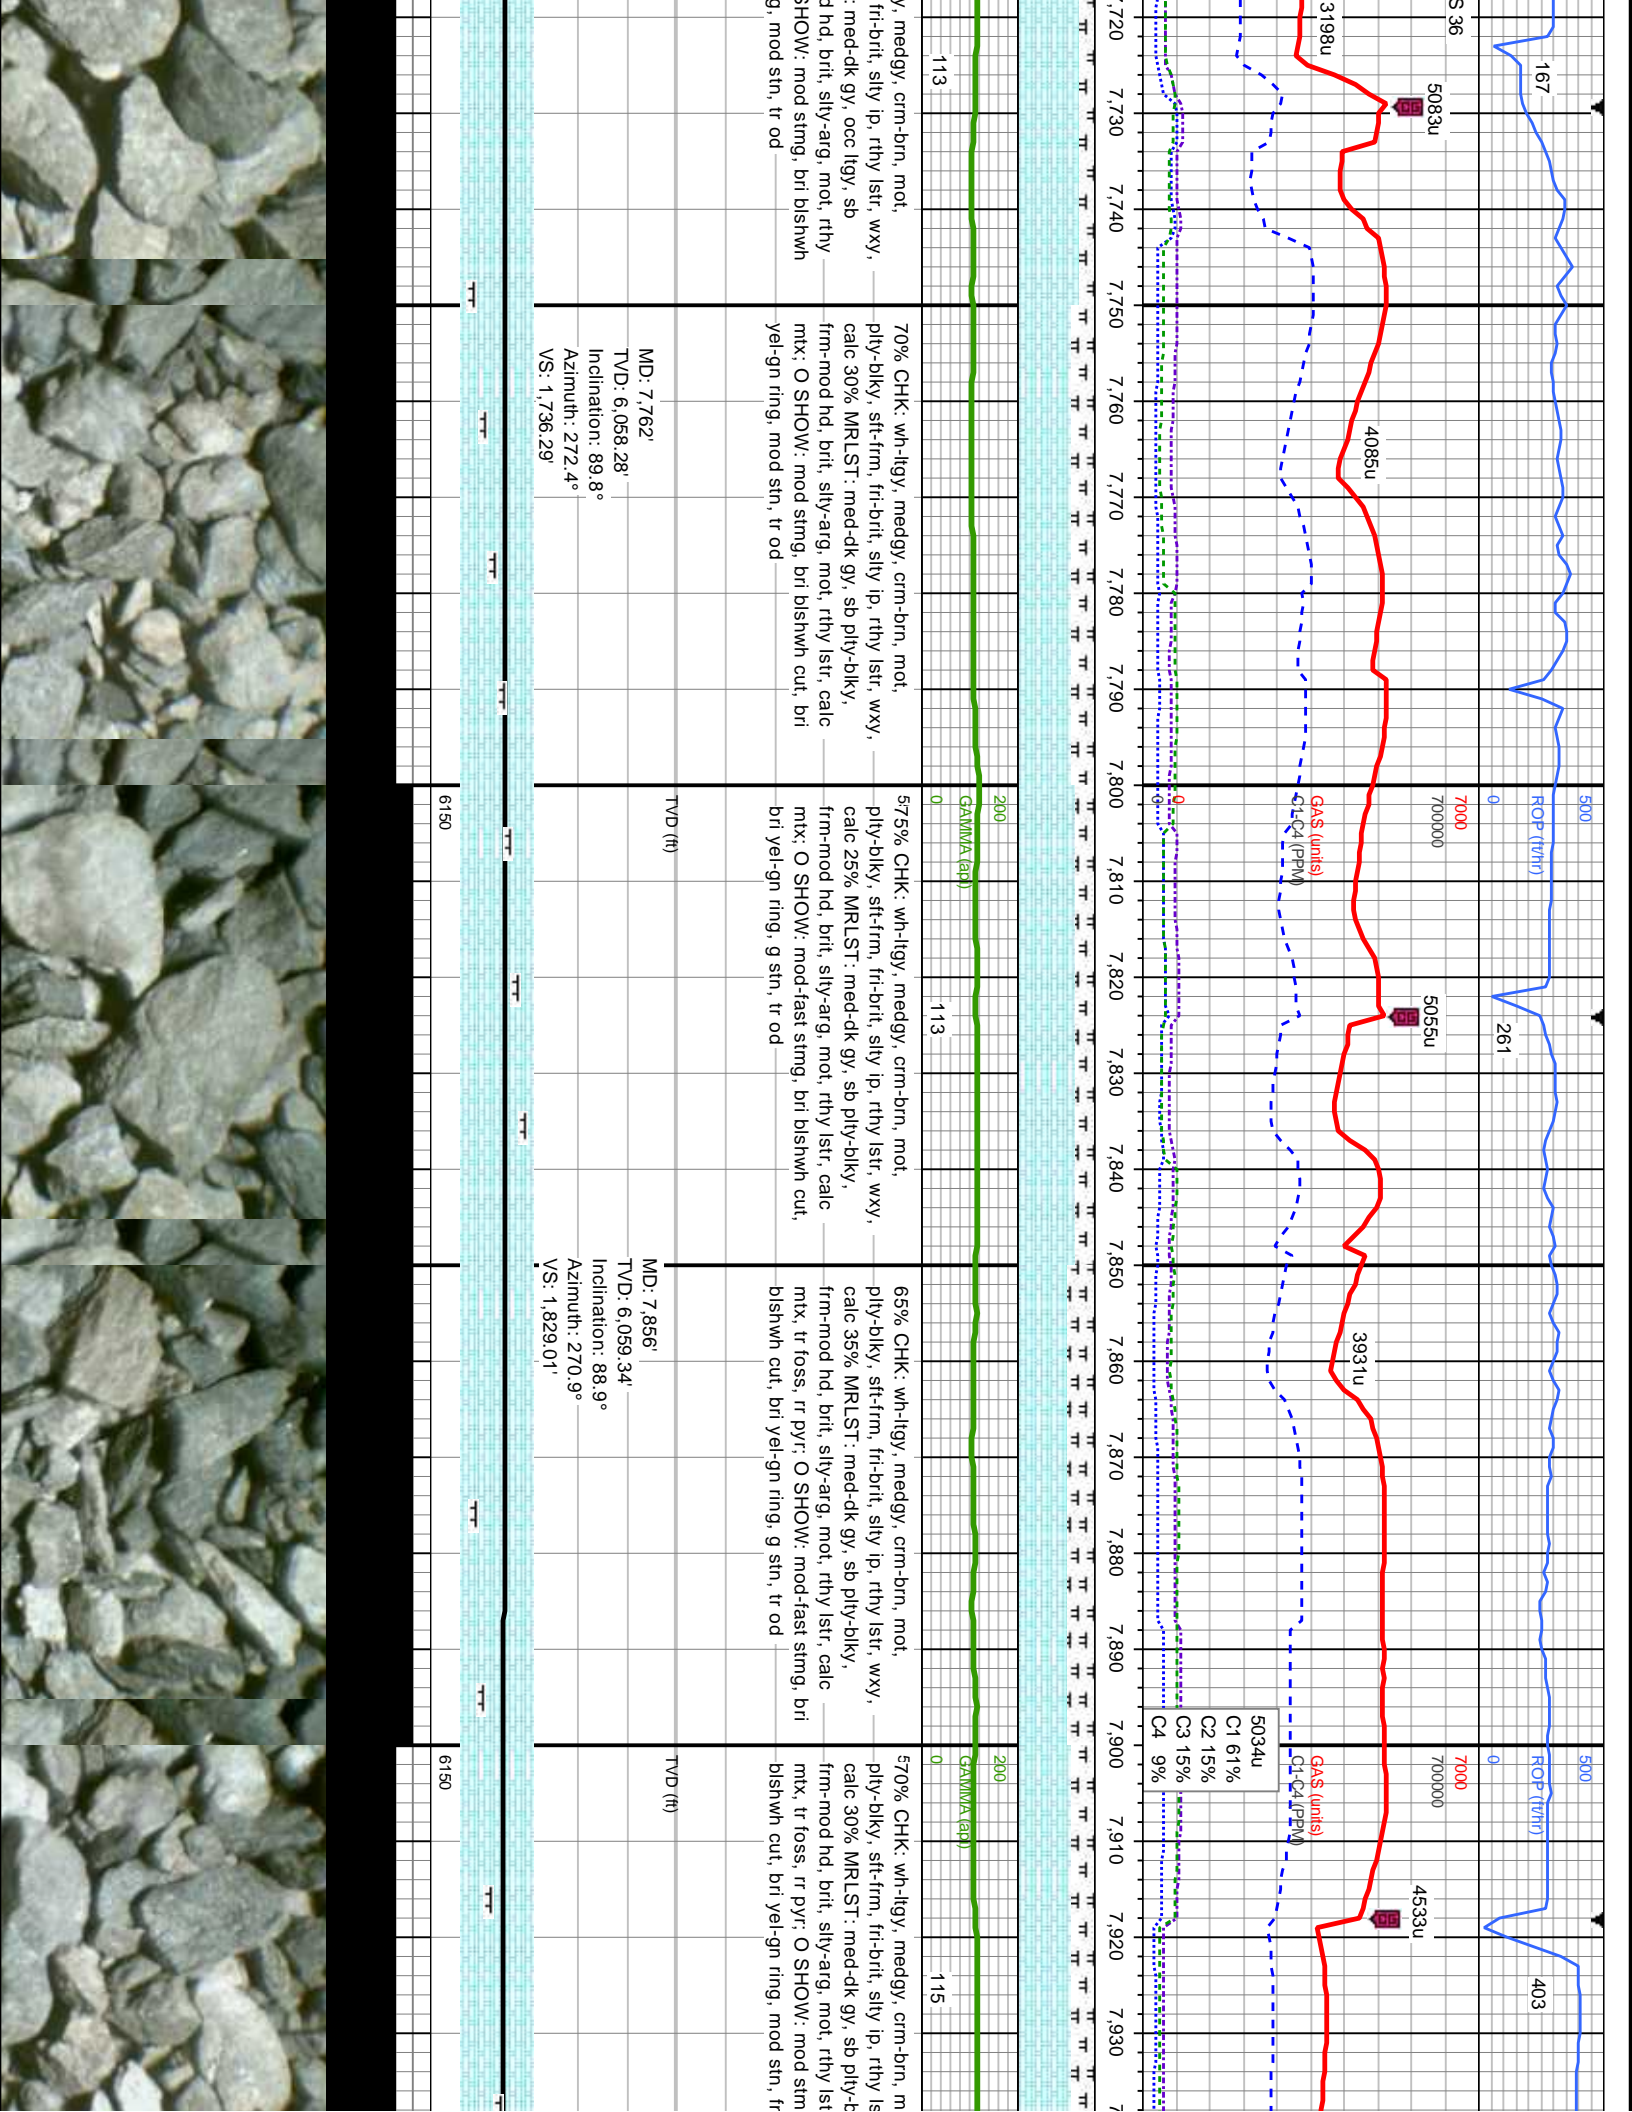 S 36
167
5083u
3198u
7,720
7,730
7,740
7,750
7,760
7,770
7,780
7,790
7,800
7,810
7,820
7,830
7,840
7,850
7,860
7,870
7,880
7,890
7,900
7,910
7,920
7,930
4085u
0
ROP (ft/hr)
500
7000
700000
GAS (units)
C1-C4 (PPM)
0
0
5055u
261
3931u
5034u
C1 61%
C2 15%
C3 15%
C4 9%
0
ROP (ft/hr)
500
7000
700000
GAS (units)
C1-C4 (PPM)
4533u
403
113
200
GAMMA (api)
0
113
200
GAMMA (api)
0
115
y, medgy, crm-brn, mot,
fri-brit, slty ip, rthy lstr, wxy,
: med-dk gy, occ ltgy, sb
d hd, brit, slty-arg, mot, rthy
SHOW: mod stmg, bri blshwh
g, mod stn, tr od
70% CHK: wh-ltgy, medgy, crm-brn, mot,
plty-blky, sft-frm, fri-brit, slty ip, rthy lstr, wxy,
calc 30% MRLST: med-dk gy, sb plty-blky,
frm-mod hd, brit, slty-arg, mot, rthy lstr, calc
mtx; O SHOW: mod stmg, bri blshwh cut, bri
yel-gn ring, mod stn, tr od
MD: 7,762'
TVD: 6,058.28'
Inclination: 89.8°
Azimuth: 272.4°
VS: 1,736.29'
575% CHK: wh-ltgy, medgy, crm-brn, mot,
plty-blky, sft-frm, fri-brit, slty ip, rthy lstr, wxy,
calc 25% MRLST: med-dk gy, sb plty-blky,
frm-mod hd, brit, slty-arg, mot, rthy lstr, calc
mtx; O SHOW: mod-fast stmg, bri blshwh cut,
bri yel-gn ring, g stn, tr od
TVD (ft)
6150
65% CHK: wh-ltgy, medgy, crm-brn, mot,
plty-blky, sft-frm, fri-brit, slty ip, rthy lstr, wxy,
calc 35% MRLST: med-dk gy, sb plty-blky,
frm-mod hd, brit, slty-arg, mot, rthy lstr, calc
mtx, tr foss, rr pyr; O SHOW: mod-fast stmg, bri
blshwh cut, bri yel-gn ring, g stn, tr od
MD: 7,856'
TVD: 6,059.34'
Inclination: 88.9°
Azimuth: 270.9°
VS: 1,829.01'
570% CHK: wh-ltgy, medgy, crm-brn, m
plty-blky, sft-frm, fri-brit, slty ip, rthy ls
calc 30% MRLST: med-dk gy, sb plty-b
frm-mod hd, brit, slty-arg, mot, rthy lst
mtx, tr foss, rr pyr; O SHOW: mod stm
blshwh cut, bri yel-gn ring, mod stn, fr
TVD (ft)
6150